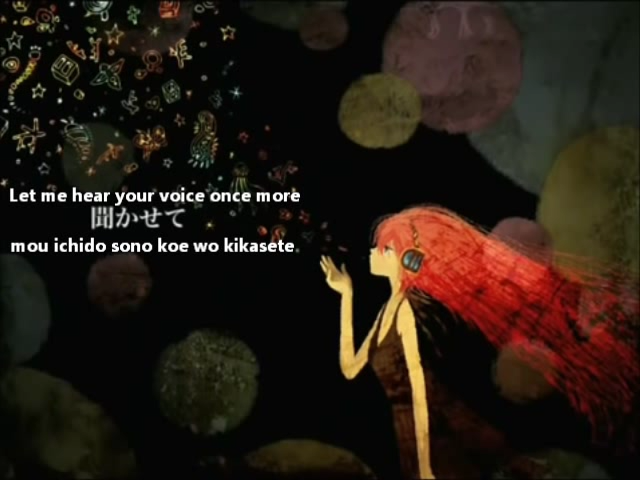 Let me hear your voice once more
聞かせて
mou ichido sono koe wo kikasete